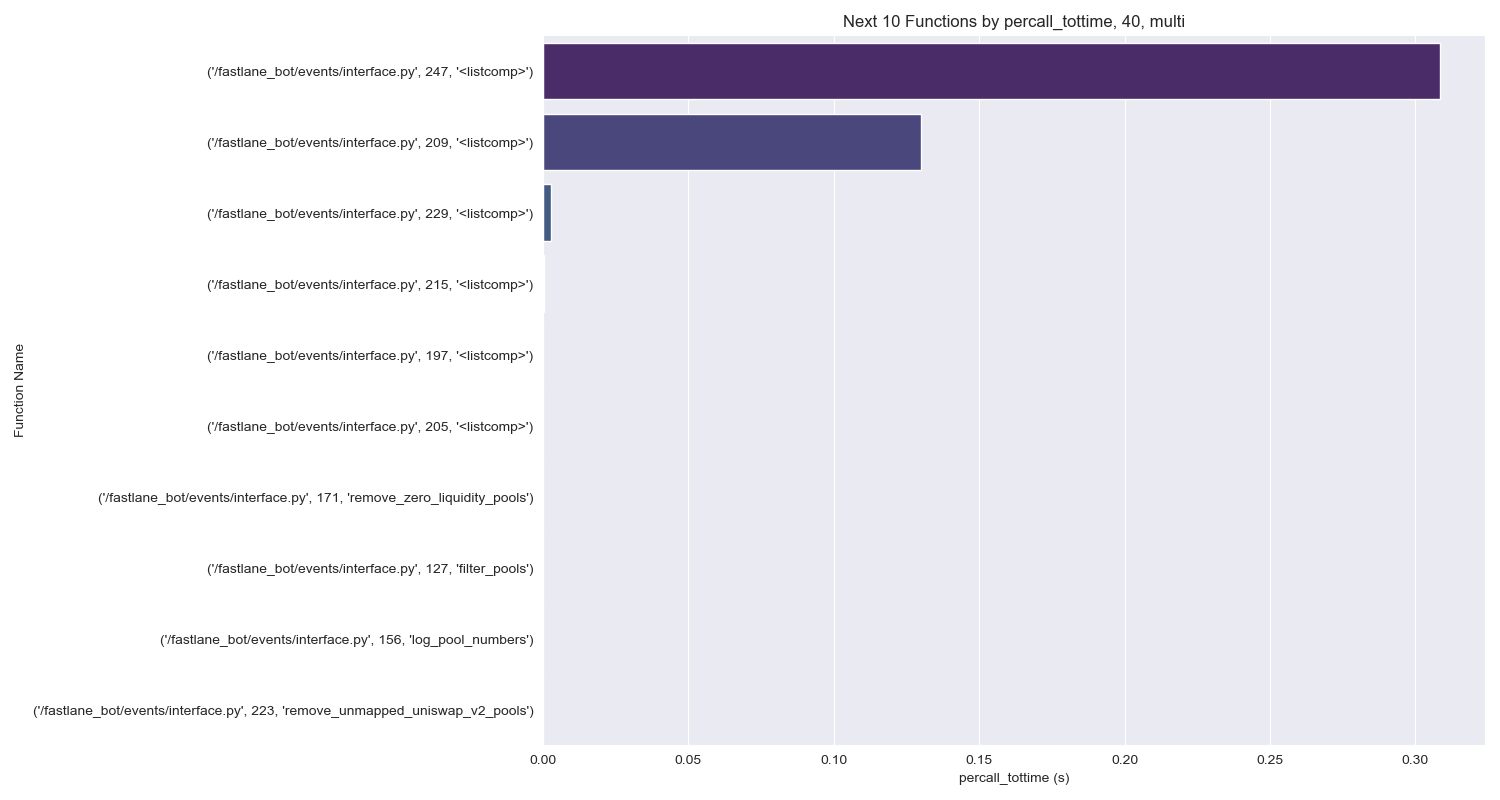 Next 10 Functions by percall_tottime, 40, multi
Function Name
('/fastlane_bot/events/interface.py', 247, '<listcomp>')
('/fastlane_bot/events/interface.py', 209, '<listcomp>')
('/fastlane_bot/events/interface.py', 229, '<listcomp>')
('/fastlane_bot/events/interface.py', 215, '<listcomp>')
('/fastlane_bot/events/interface.py', 197, '<listcomp>')
('/fastlane_bot/events/interface.py', 205, '<listcomp>')
('/fastlane_bot/events/interface.py', 171, 'remove_zero_liquidity_pools')
('/fastlane_bot/events/interface.py', 127, 'filter_pools')
('/fastlane_bot/events/interface.py', 156, 'log_pool_numbers')
('/fastlane_bot/events/interface.py', 223, 'remove_unmapped_uniswap_v2_pools')
0.00 0.05 0.10 0.15 0.20 0.25 0.30
percall_tottime (s)